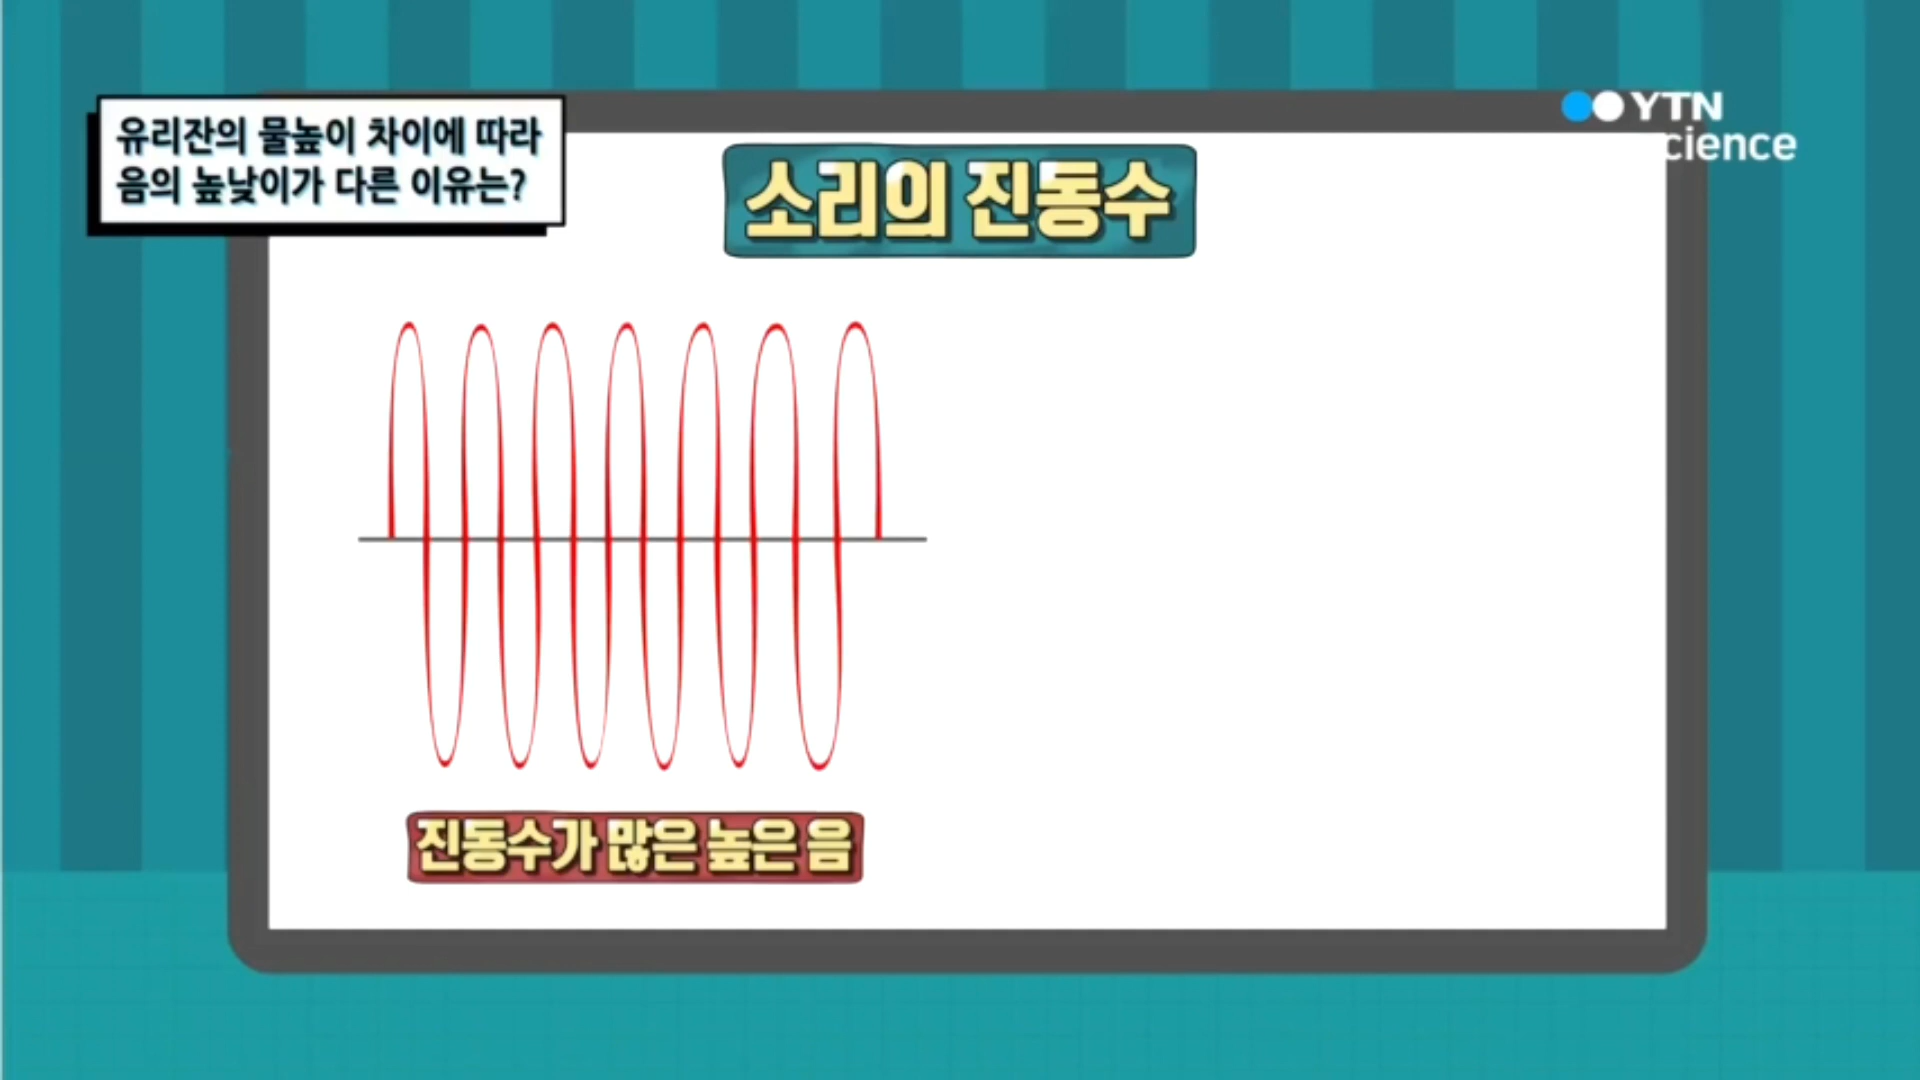 유리잔의 물높이 차이에 따라
음의 높낮이가 다른 이유는?
YTN
science
소리의 진동수
진동수가 많은 높은 음